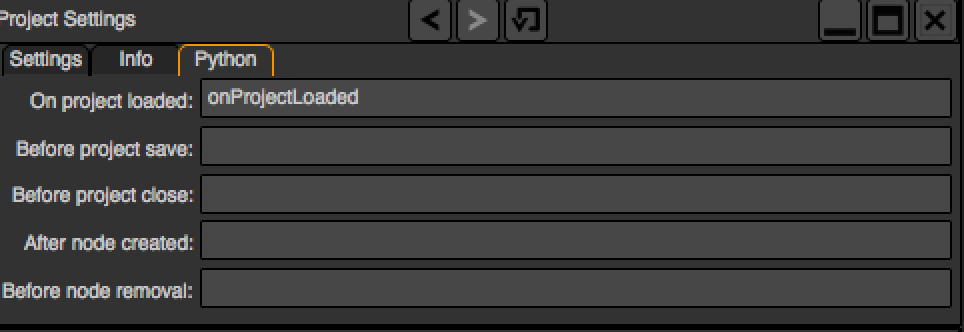 Project Settings
Settings Info Python
On project loaded: onProjectLoaded
Before project save:
Before project close:
After node created:
Before node removal: